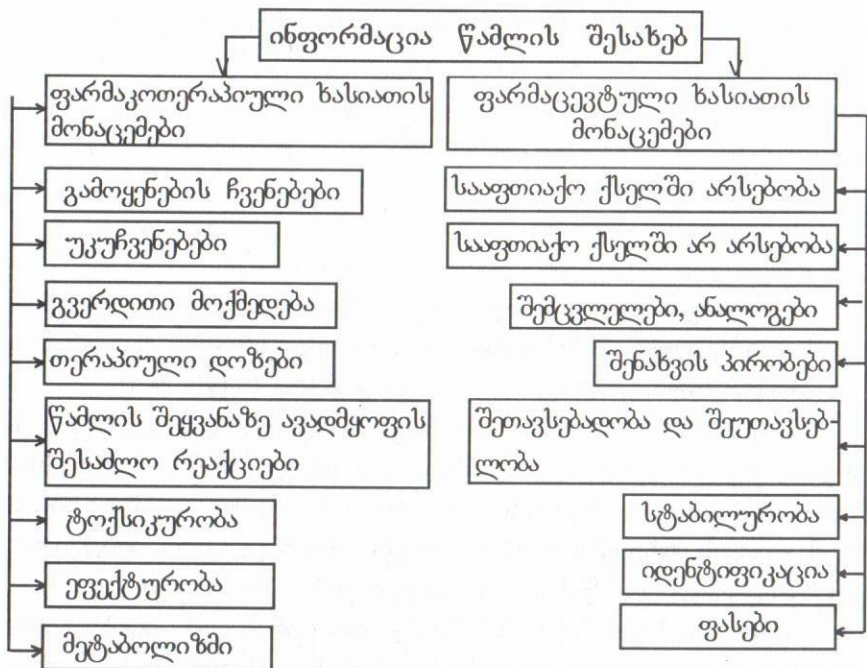 ინფორმაცია წამლის შესახებ
ფარმაკოთერაპიული ხასიათის
მონაცემები
გამოყენების ჩვენებები
უკუჩვენებები
გვერდითი მოქმედება
თერაპიული დოზები
წამლის შეყვანაზე ავადმყოფის
შესაძლო რეაქციები
ტოქსიკურობა
ეფექტურობა
მეტაბოლიზმი
ფარმაცევტული ხასიათის
მონაცემები
სააფთიაქო ქსელში არსებობა
სააფთიაქო ქსელში არ არსებობა
შემცვლელები, ანალოგები
შენახვის პირობები
შეთავსებადობა და შეუთავსებ-
ლობა
სტაბილურობა
იდენტიფიკაცია
ფასები